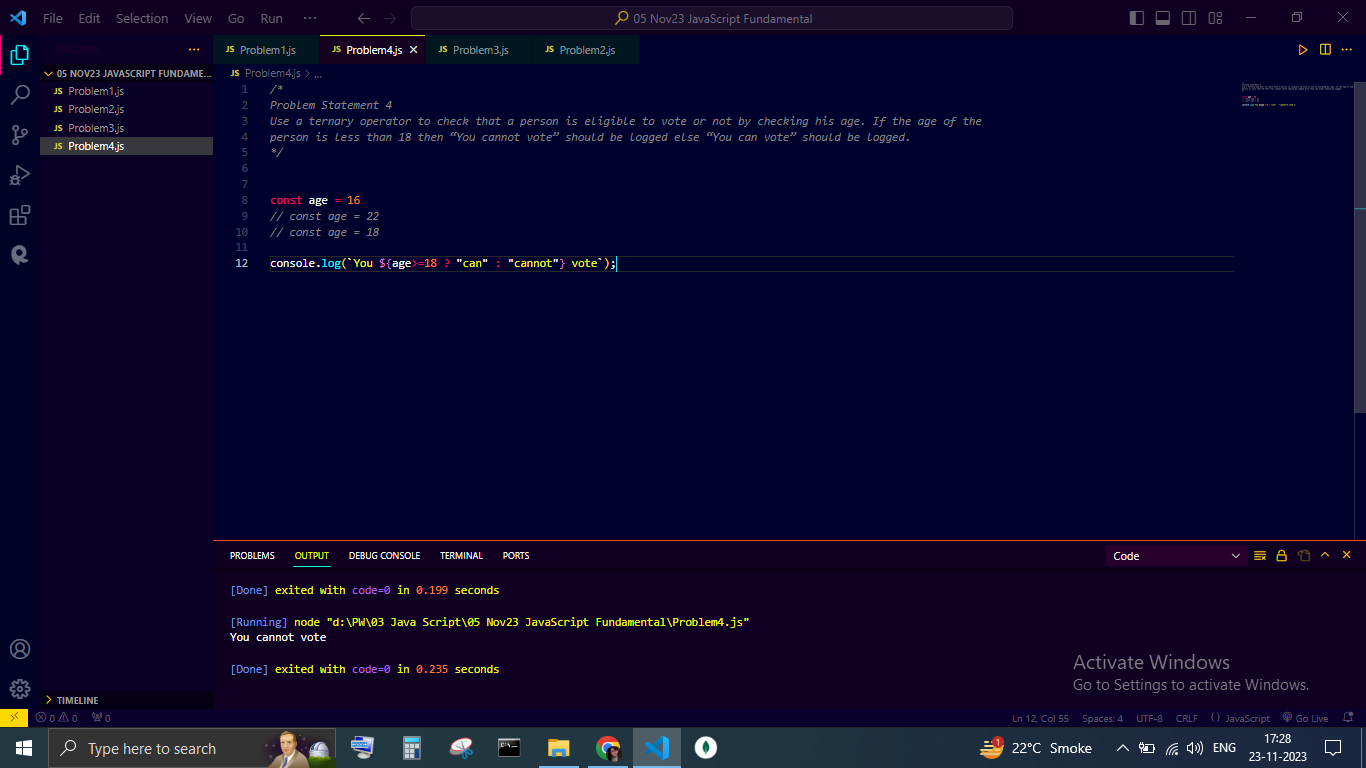 File Edit Selection View Go Run ··· 05 Nov23 JavaScript Fundamental
EXPLORER ···
JS Problem1.js JS Problem4.js JS Problem3.js JS Problem2.js
05 NOV23 JAVASCRIPT FUNDAME...
JS Problem1.js
JS Problem2.js
JS Problem3.js
JS Problem4.js
JS Problem4.js > ...
1 /*
2 Problem Statement 4
3 Use a ternary operator to check that a person is eligible to vote or not by checking his age. If the age of the
4 person is less than 18 then “You cannot vote” should be logged else “You can vote” should be logged.
5 */
6
7
8 const age = 16
9 // const age = 22
10 // const age = 18
11
12 console.log(`You ${age>=18 ? "can" : "cannot"} vote`);
PROBLEMS OUTPUT DEBUG CONSOLE TERMINAL PORTS Code
[Done] exited with code=0 in 0.199 seconds
[Running] node "d:\PW\03 Java Script\05 Nov23 JavaScript Fundamental\Problem4.js"
You cannot vote
[Done] exited with code=0 in 0.235 seconds
Activate Windows
Go to Settings to activate Windows.
TIMELINE
0 0 0 Ln 12, Col 55 Spaces: 4 UTF-8 CRLF {} JavaScript Go Live
Type here to search 1 22°C Smoke ENG 17:28
23-11-2023